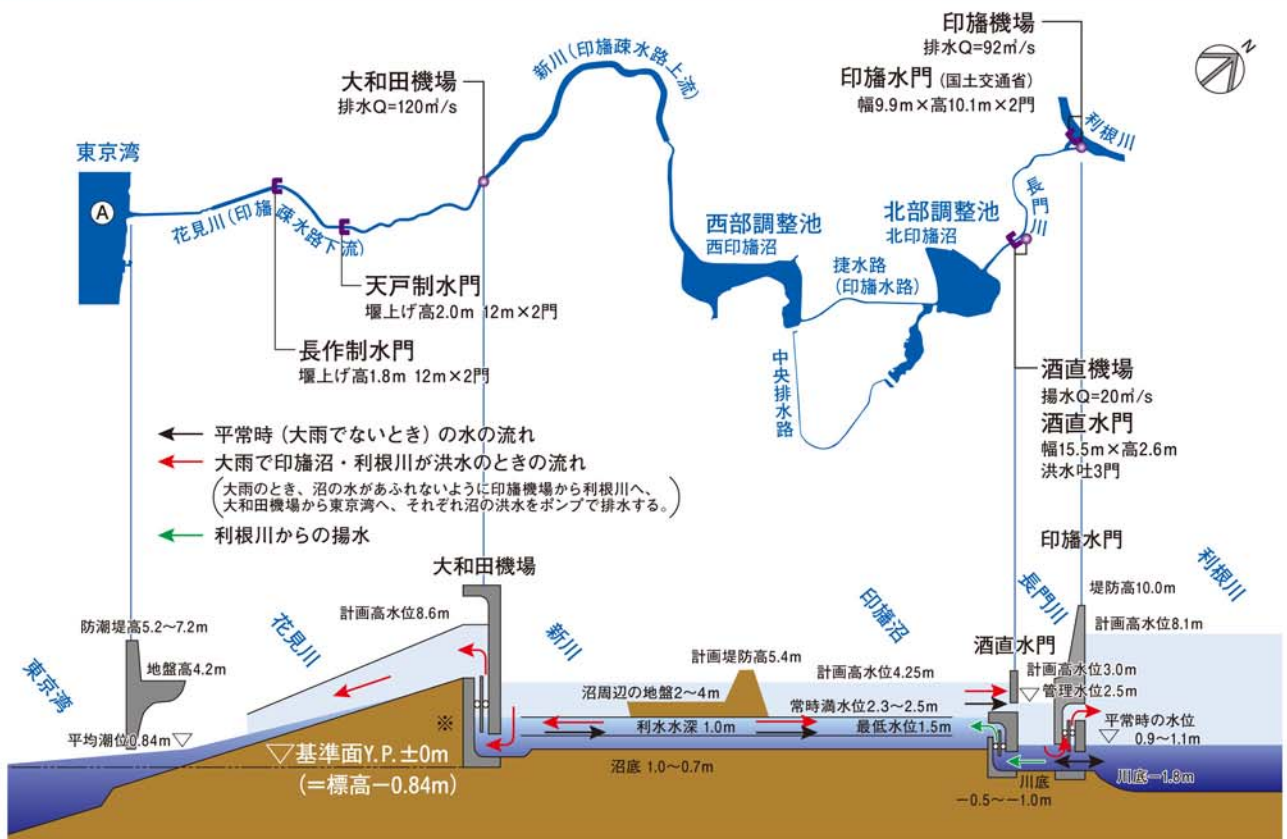 印旛機場
排水Q=92㎥/s
印旛水門 (国土交通省)
幅9.9m×高10.1m×2門
N
大和田機場
排水Q=120㎥/s
新川(印旛疎水路上流)
利根川
東京湾
A
花見川(印旛疎水路下流)
長門川
西部調整池
西印旛沼
北部調整池
北印旛沼
捷水路
(印旛水路)
天戸制水門
堰上げ高2.0m 12m×2門
長作制水門
堰上げ高1.8m 12m×2門
中央排水路
酒直機場
揚水Q=20㎥/s
酒直水門
幅15.5m×高2.6m
洪水吐3門
平常時(大雨でないとき)の水の流れ
大雨で印旛沼・利根川が洪水のときの流れ
(大雨のとき、沼の水があふれないように印旛機場から利根川へ、
大和田機場から東京湾へ、それぞれ沼の洪水をポンプで排水する。)
利根川からの揚水
大和田機場
印旛水門
東京湾
防潮堤高5.2〜7.2m
地盤高4.2m
平均潮位0.84m▽
花見川
計画高水位8.6m
新川
印旛沼
酒直水門
長門川
利根川
堤防高10.0m
計画高水位8.1m
計画堤防高5.4m
計画高水位4.25m
計画高水位3.0m
▽管理水位2.5m
沼周辺の地盤2〜4m
常時満水位2.3〜2.5m
利水水深 1.0m
最低水位1.5m
平常時の水位
▽ 0.9〜1.1m
※
▽基準面Y.P.±0m
(=標高−0.84m)
沼底 1.0〜0.7m
川底
−0.5〜−1.0m
川底−1.8m